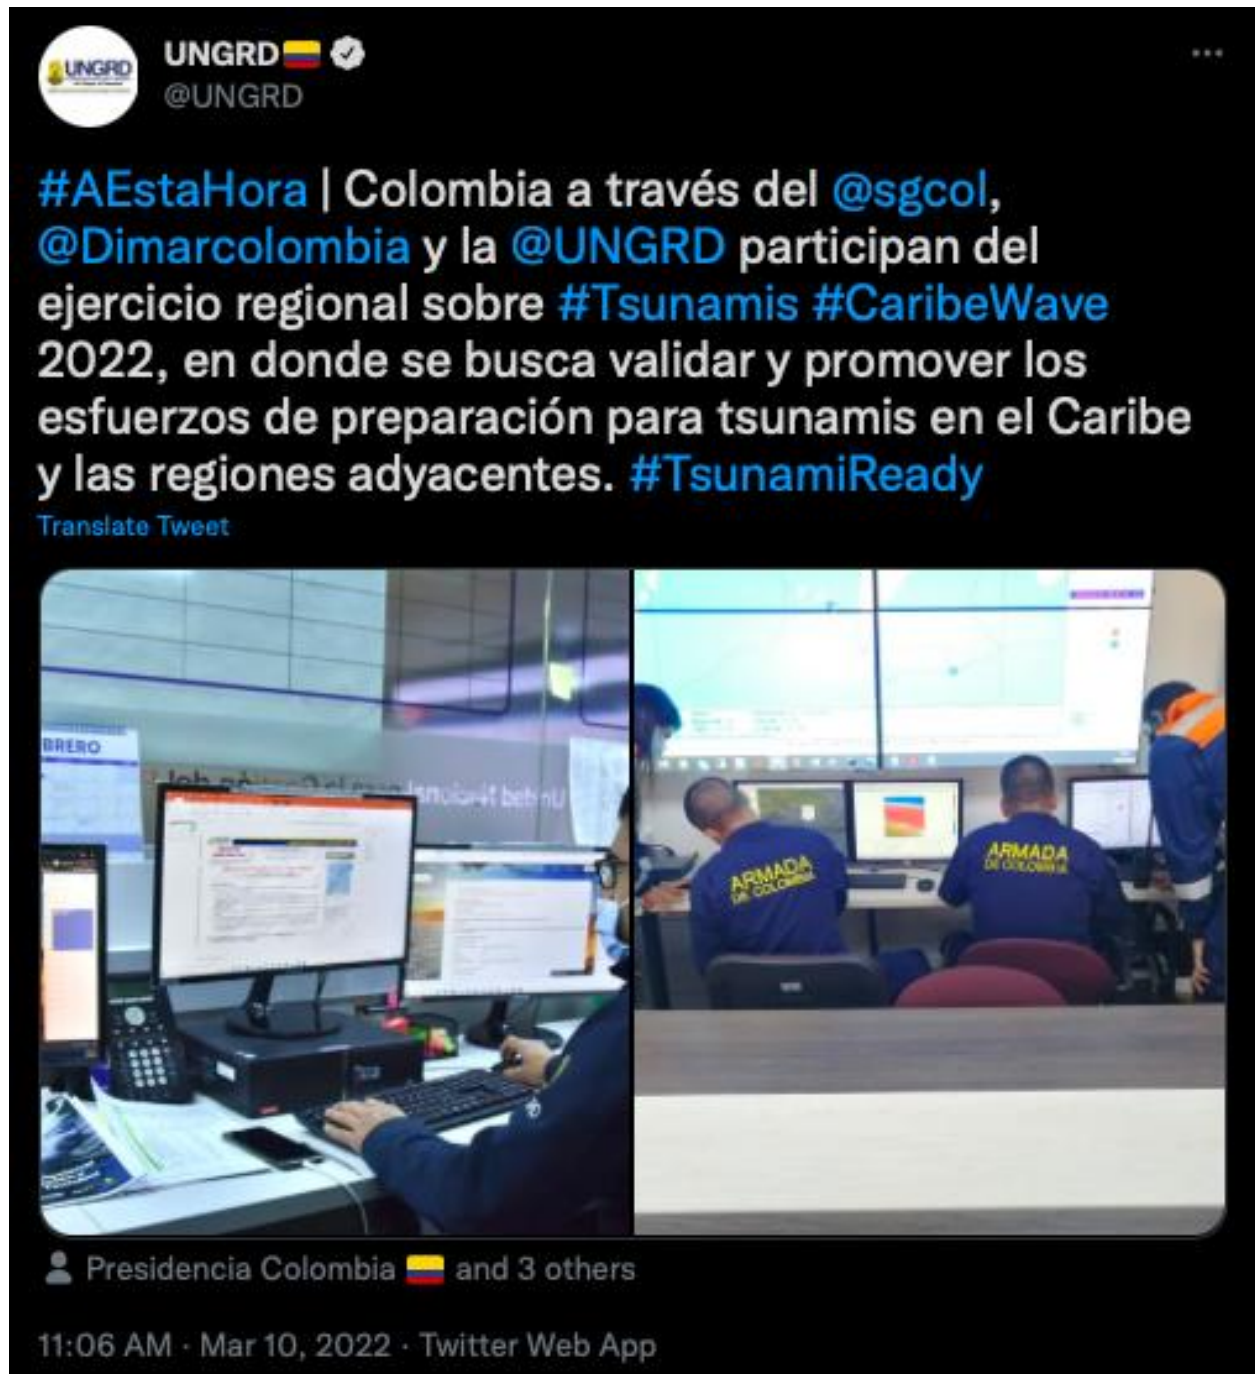 UNGRD
UNGRD
@UNGRD
#AEstaHora | Colombia a través del @sgcol,
@Dimarcolombia y la @UNGRD participan del
ejercicio regional sobre #Tsunamis #CaribeWave
2022, en donde se busca validar y promover los
esfuerzos de preparación para tsunamis en el Caribe
y las regiones adyacentes. #TsunamiReady
Translate Tweet
BRERO
ARMADA
DE COLOMBIA
ARMADA
DE COLOMBIA
Presidencia Colombia and 3 others
11:06 AM · Mar 10, 2022 · Twitter Web App